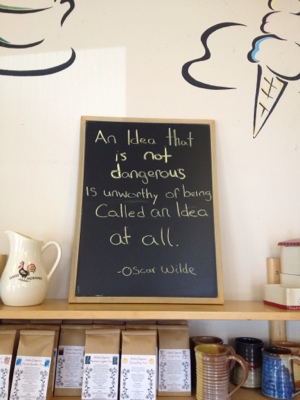 An Idea that
is not
dangerous
Is unworthy of being
Called an Idea
at all.
-Oscar Wilde